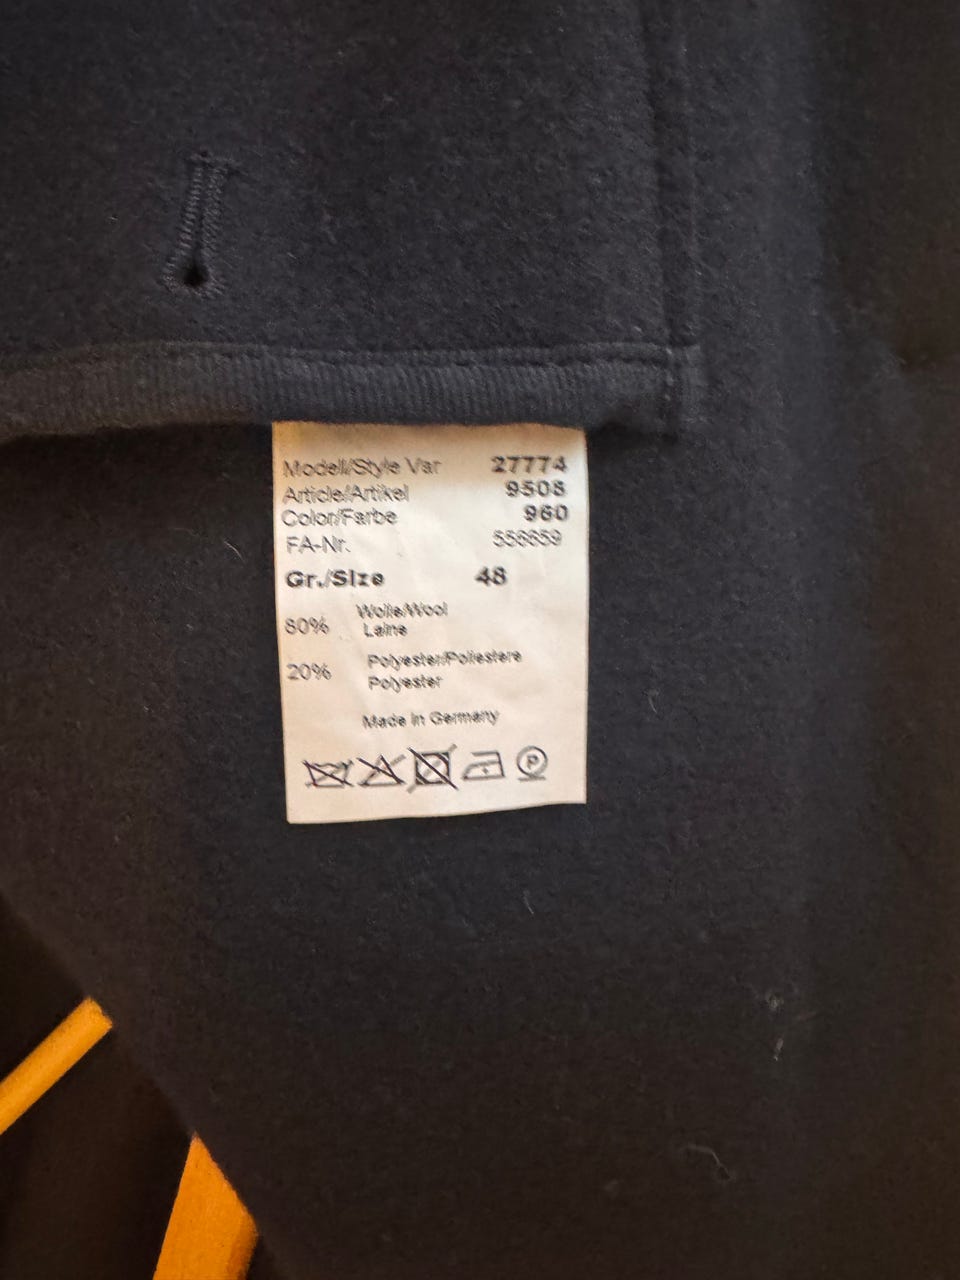 Modell/Style Var 27774
Article/Artikel 9508
Color/Farbe 960
FA-Nr. 556659
Gr./Size 48
80% Wolle/Wool
Laine
20% Polyester/Poliestere
Polyester
Made in Germany
P